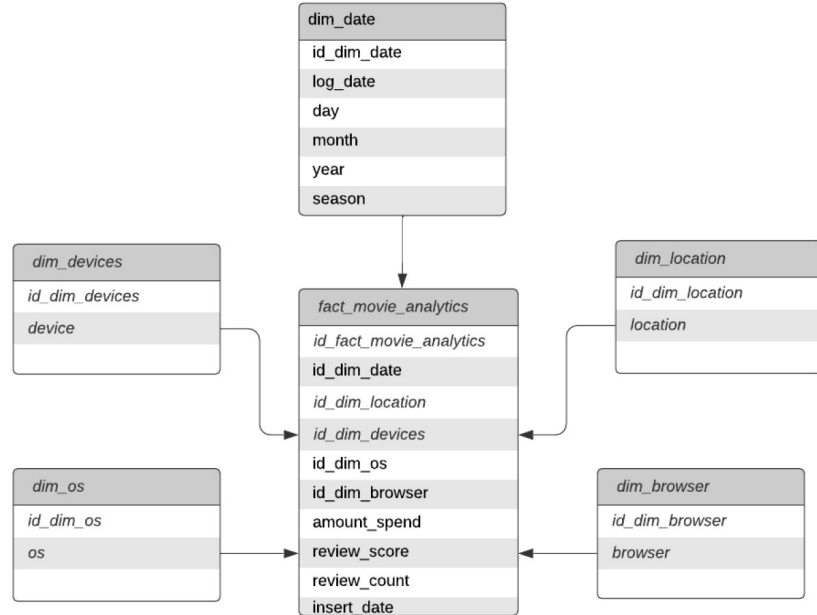 dim_date
id_dim_date
log_date
day
month
year
season
dim_devices
id_dim_devices
device
dim_location
id_dim_location
location
fact_movie_analytics
id_fact_movie_analytics
id_dim_date
id_dim_location
id_dim_devices
id_dim_os
id_dim_browser
amount_spend
review_score
review_count
insert_date
dim_os
id_dim_os
os
dim_browser
id_dim_browser
browser